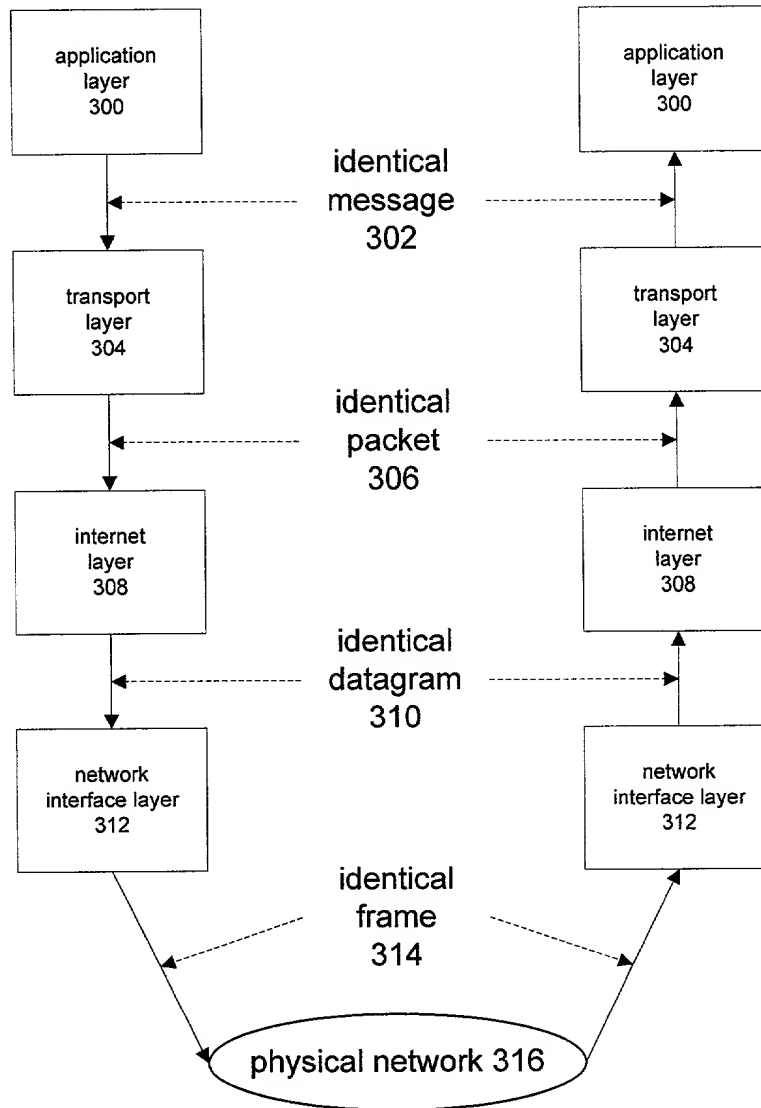 application
layer
300
application
layer
300
identical
message
302
transport
layer
304
transport
layer
304
identical
packet
306
internet
layer
308
internet
layer
308
identical
datagram
310
network
interface layer
312
network
interface layer
312
identical
frame
314
physical network 316